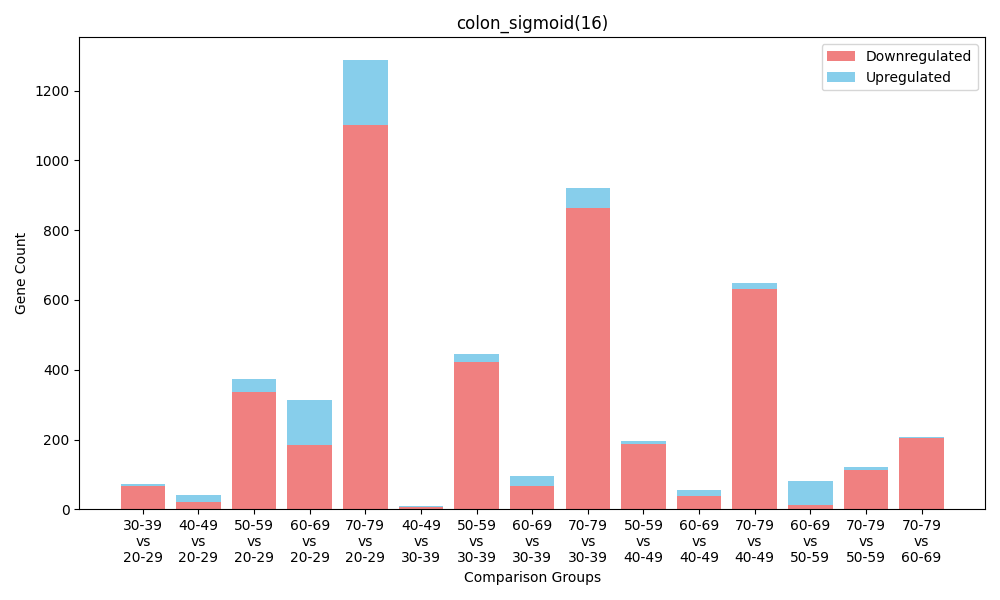 colon_sigmoid(16)
Downregulated
Upregulated
Gene Count
1200
1000
800
600
400
200
0
30-39 40-49 50-59 60-69 70-79 40-49 50-59 60-69 70-79 50-59 60-69 70-79 60-69 70-79 70-79
vs vs vs vs vs vs vs vs vs vs vs vs vs vs vs
20-29 20-29 20-29 20-29 20-29 30-39 30-39 30-39 30-39 40-49 40-49 40-49 50-59 50-59 60-69
Comparison Groups